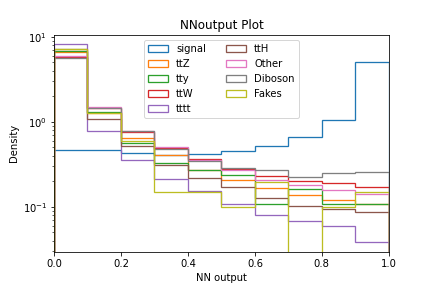 NNoutput Plot
10¹
10⁰
10⁻¹
Density
signal
ttZ
tty
ttW
tttt
ttH
Other
Diboson
Fakes
0.0 0.2 0.4 0.6 0.8 1.0
NN output